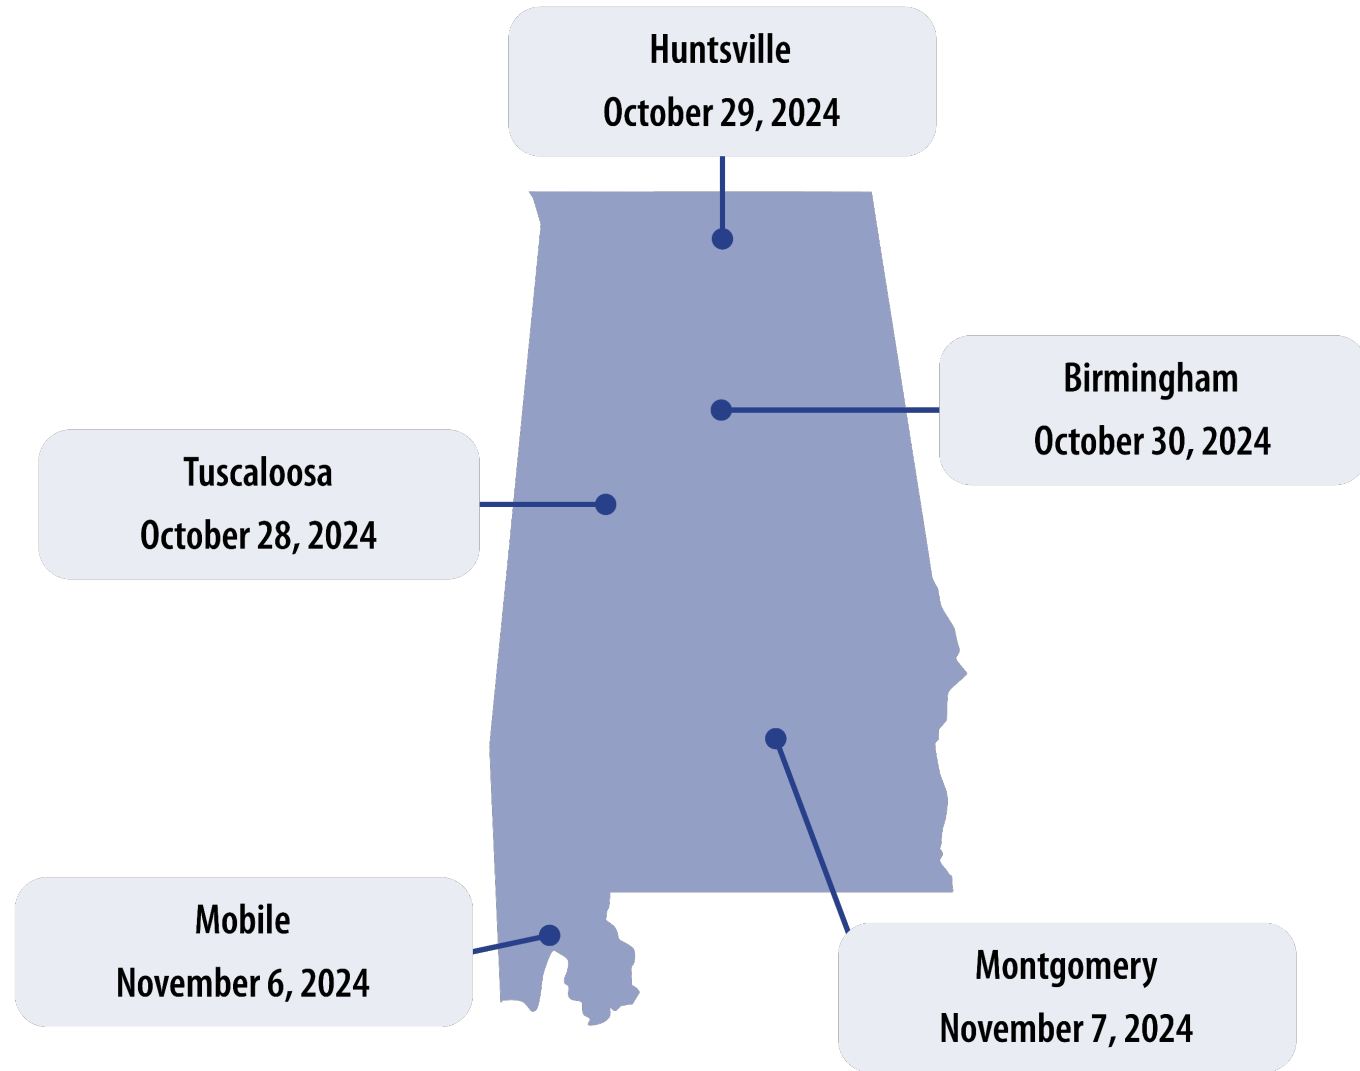 Huntsville
October 29, 2024
Birmingham
October 30, 2024
Tuscaloosa
October 28, 2024
Mobile
November 6, 2024
Montgomery
November 7, 2024